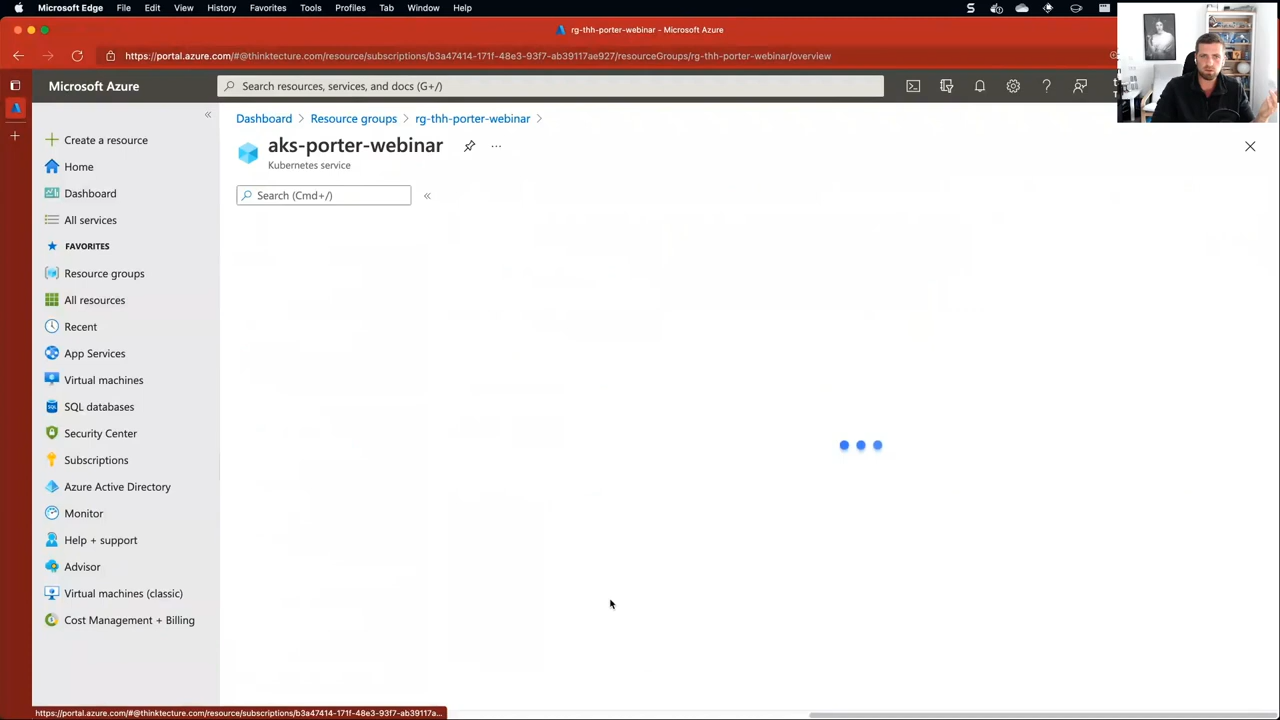 Microsoft Edge File Edit View History Favorites Tools Profiles Tab Window Help
rg-thh-porter-webinar - Microsoft Azure
https://portal.azure.com/#@thinktecture.com/resource/subscriptions/b3a47414-171f-48e3-93f7-ab39117ae927/resourceGroups/rg-thh-porter-webinar/overview
Microsoft Azure
Search resources, services, and docs (G+/)
Dashboard > Resource groups > rg-thh-porter-webinar >
aks-porter-webinar
Kubernetes service
Search (Cmd+/)
Create a resource
Home
Dashboard
All services
FAVORITES
Resource groups
All resources
Recent
App Services
Virtual machines
SQL databases
Security Center
Subscriptions
Azure Active Directory
Monitor
Help + support
Advisor
Virtual machines (classic)
Cost Management + Billing
https://portal.azure.com/#@thinktecture.com/resource/subscriptions/b3a47414-171f-48e3-93f7-ab39117a...